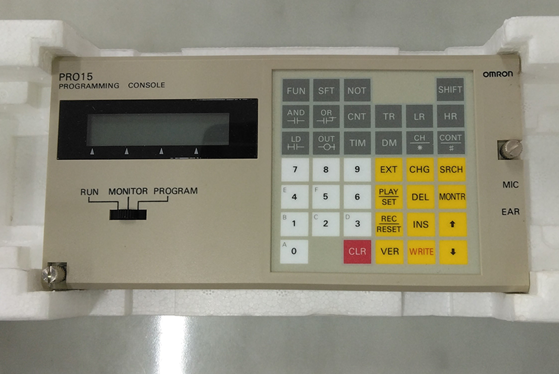 PRO15
PROGRAMMING CONSOLE
OMRON
RUN MONITOR PROGRAM
FUN SFT NOT SHIFT
AND OR CNT TR LR HR
LD OUT TIM DM CH * CONT #
7 8 9 EXT CHG SRCH
E 4 F 5 6 PLAY SET DEL MONTR
B 1 C 2 D 3 REC RESET INS ↑
A 0 CLR VER WRITE ↓
MIC
EAR